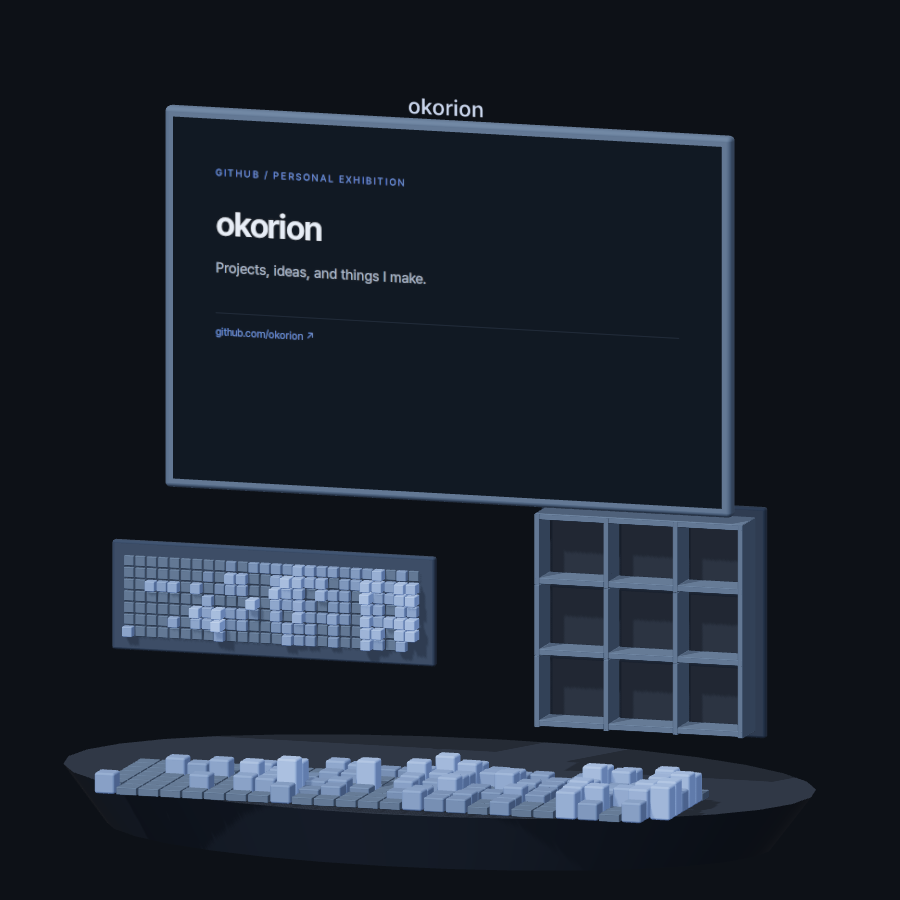 okorion
GITHUB / PERSONAL EXHIBITION
okorion
Projects, ideas, and things I make.
github.com/okorion ↗